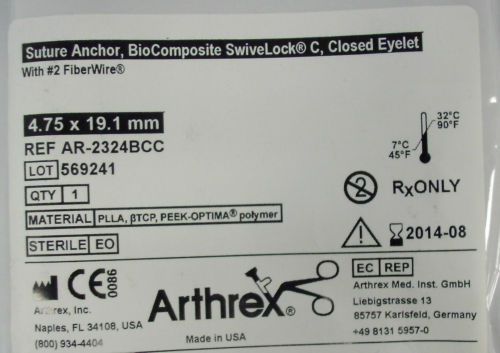 Suture Anchor, BioComposite SwiveLock® C, Closed Eyelet
With #2 FiberWire®
4.75 x 19.1 mm
REF AR-2324BCC
LOT 569241
QTY 1
MATERIAL PLLA, βTCP, PEEK-OPTIMA® polymer
STERILE EO
32°C
90°F
7°C
45°F
2
RxONLY
2014-08
CE 0086
Arthrex, Inc.
Naples, FL 34108, USA
(800) 934-4404
Arthrex®
Made in USA
EC REP
Arthrex Med. Inst. GmbH
Liebigstrasse 13
85757 Karlsfeld, Germany
+49 8131 5957-0